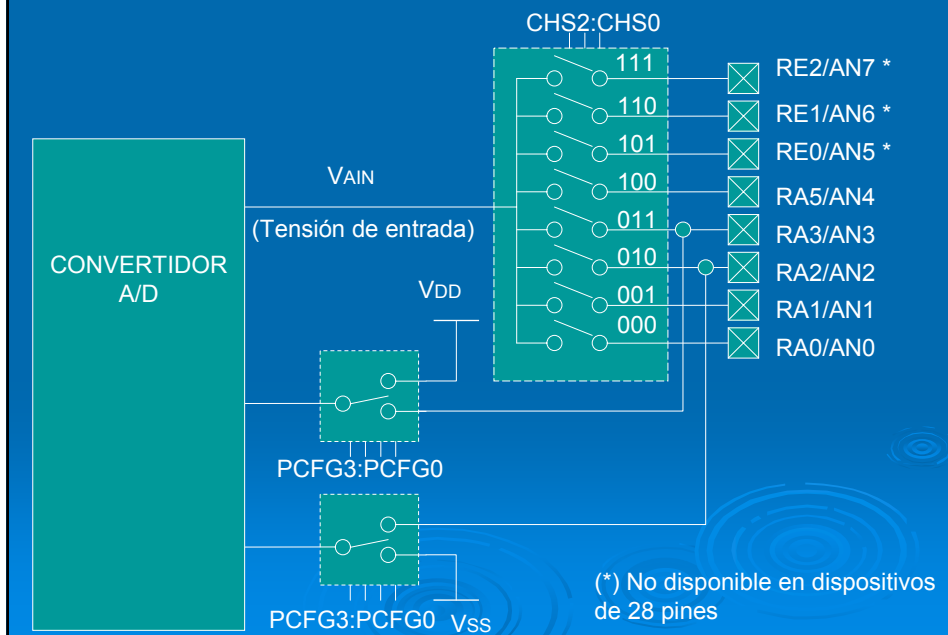 CHS2:CHS0
111
RE2/AN7 *
110
RE1/AN6 *
101
RE0/AN5 *
100
RA5/AN4
011
RA3/AN3
010
RA2/AN2
001
RA1/AN1
000
RA0/AN0
VAIN
(Tensión de entrada)
CONVERTIDOR
A/D
VDD
PCFG3:PCFG0
PCFG3:PCFG0
VSS
(*) No disponible en dispositivos
de 28 pines